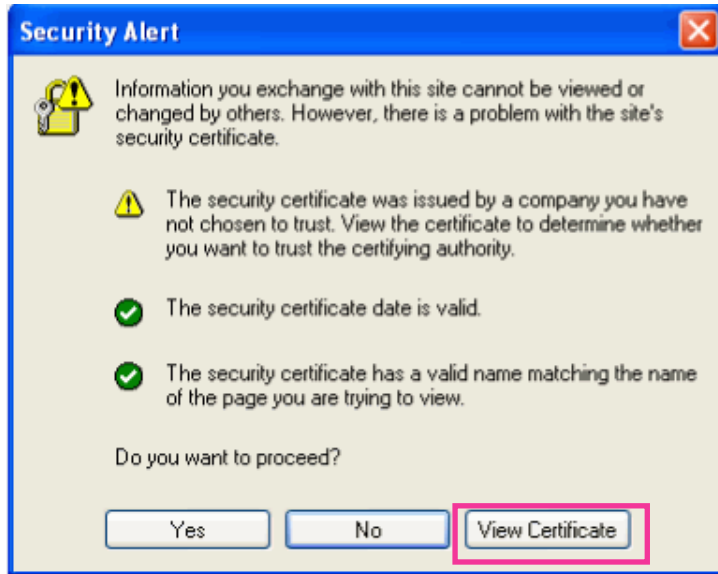 Security Alert
Information you exchange with this site cannot be viewed or
changed by others. However, there is a problem with the site's
security certificate.
The security certificate was issued by a company you have
not chosen to trust. View the certificate to determine whether
you want to trust the certifying authority.
The security certificate date is valid.
The security certificate has a valid name matching the name
of the page you are trying to view.
Do you want to proceed?
Yes No View Certificate